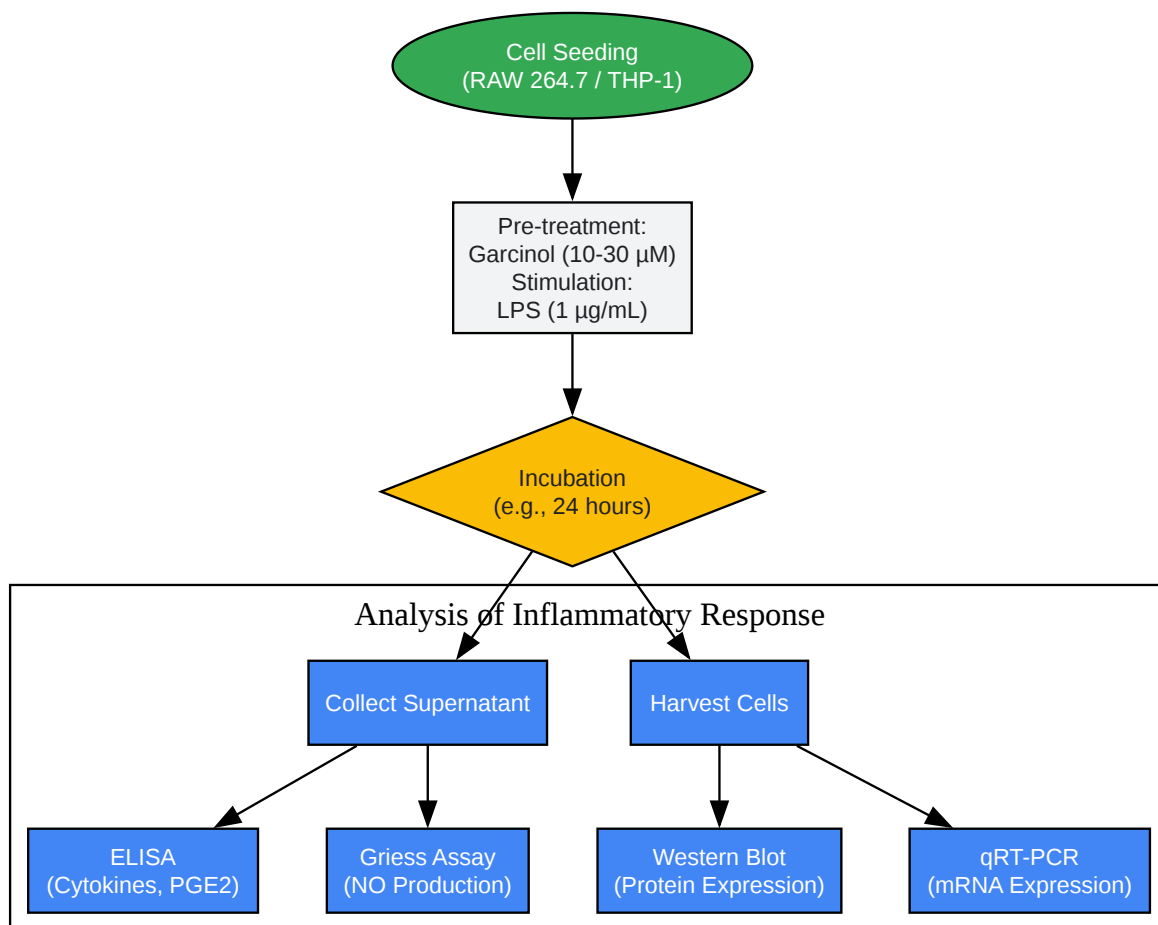 Cell Seeding
(RAW 264.7 / THP-1)
Pre-treatment:
Garcinol (10-30 µM)
Stimulation:
LPS (1 µg/mL)
Incubation
(e.g., 24 hours)
Analysis of Inflammatory Response
Collect Supernatant
Harvest Cells
ELISA
(Cytokines, PGE2)
Griess Assay
(NO Production)
Western Blot
(Protein Expression)
qRT-PCR
(mRNA Expression)